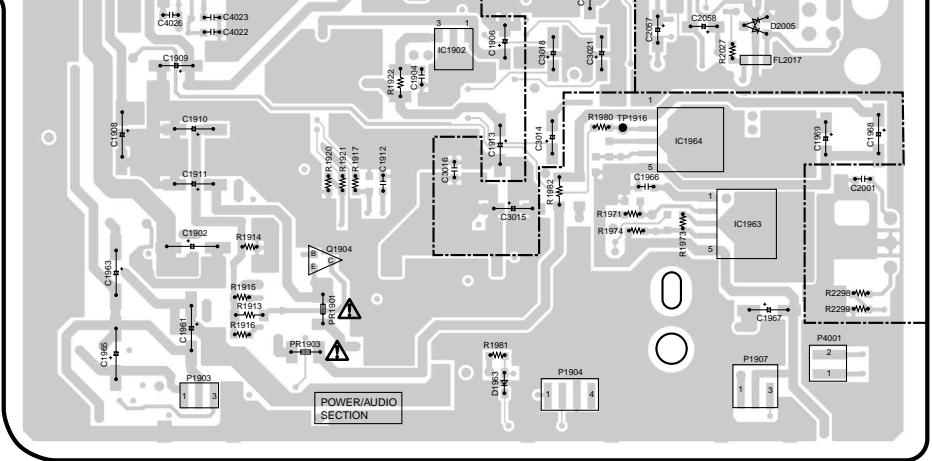 C4026
C4023
C4022
3 1
IC1902
C1906
C3018
C3021
C2057
C2058
D2005
R2027
FL2017
C1909
R1922
C1904
C1908
C1910
C1911
R1920
R1921
R1917
C1912
C3016
C1913
C3014
R1980
TP1916
1
IC1964
5
C1969
C1968
C1966
C2001
R1982
C3015
R1971
R1974
R1973
1
IC1963
5
C1902
R1914
B
E
C
Q1904
C1963
R1915
R1913
R1916
C1961
C1965
PR1901
PR1903
R2298
R2299
C1967
R1981
D1963
P1903
1 3
P1904
1 4
P1907
1 3
P4001
2
1
POWER/AUDIO
SECTION